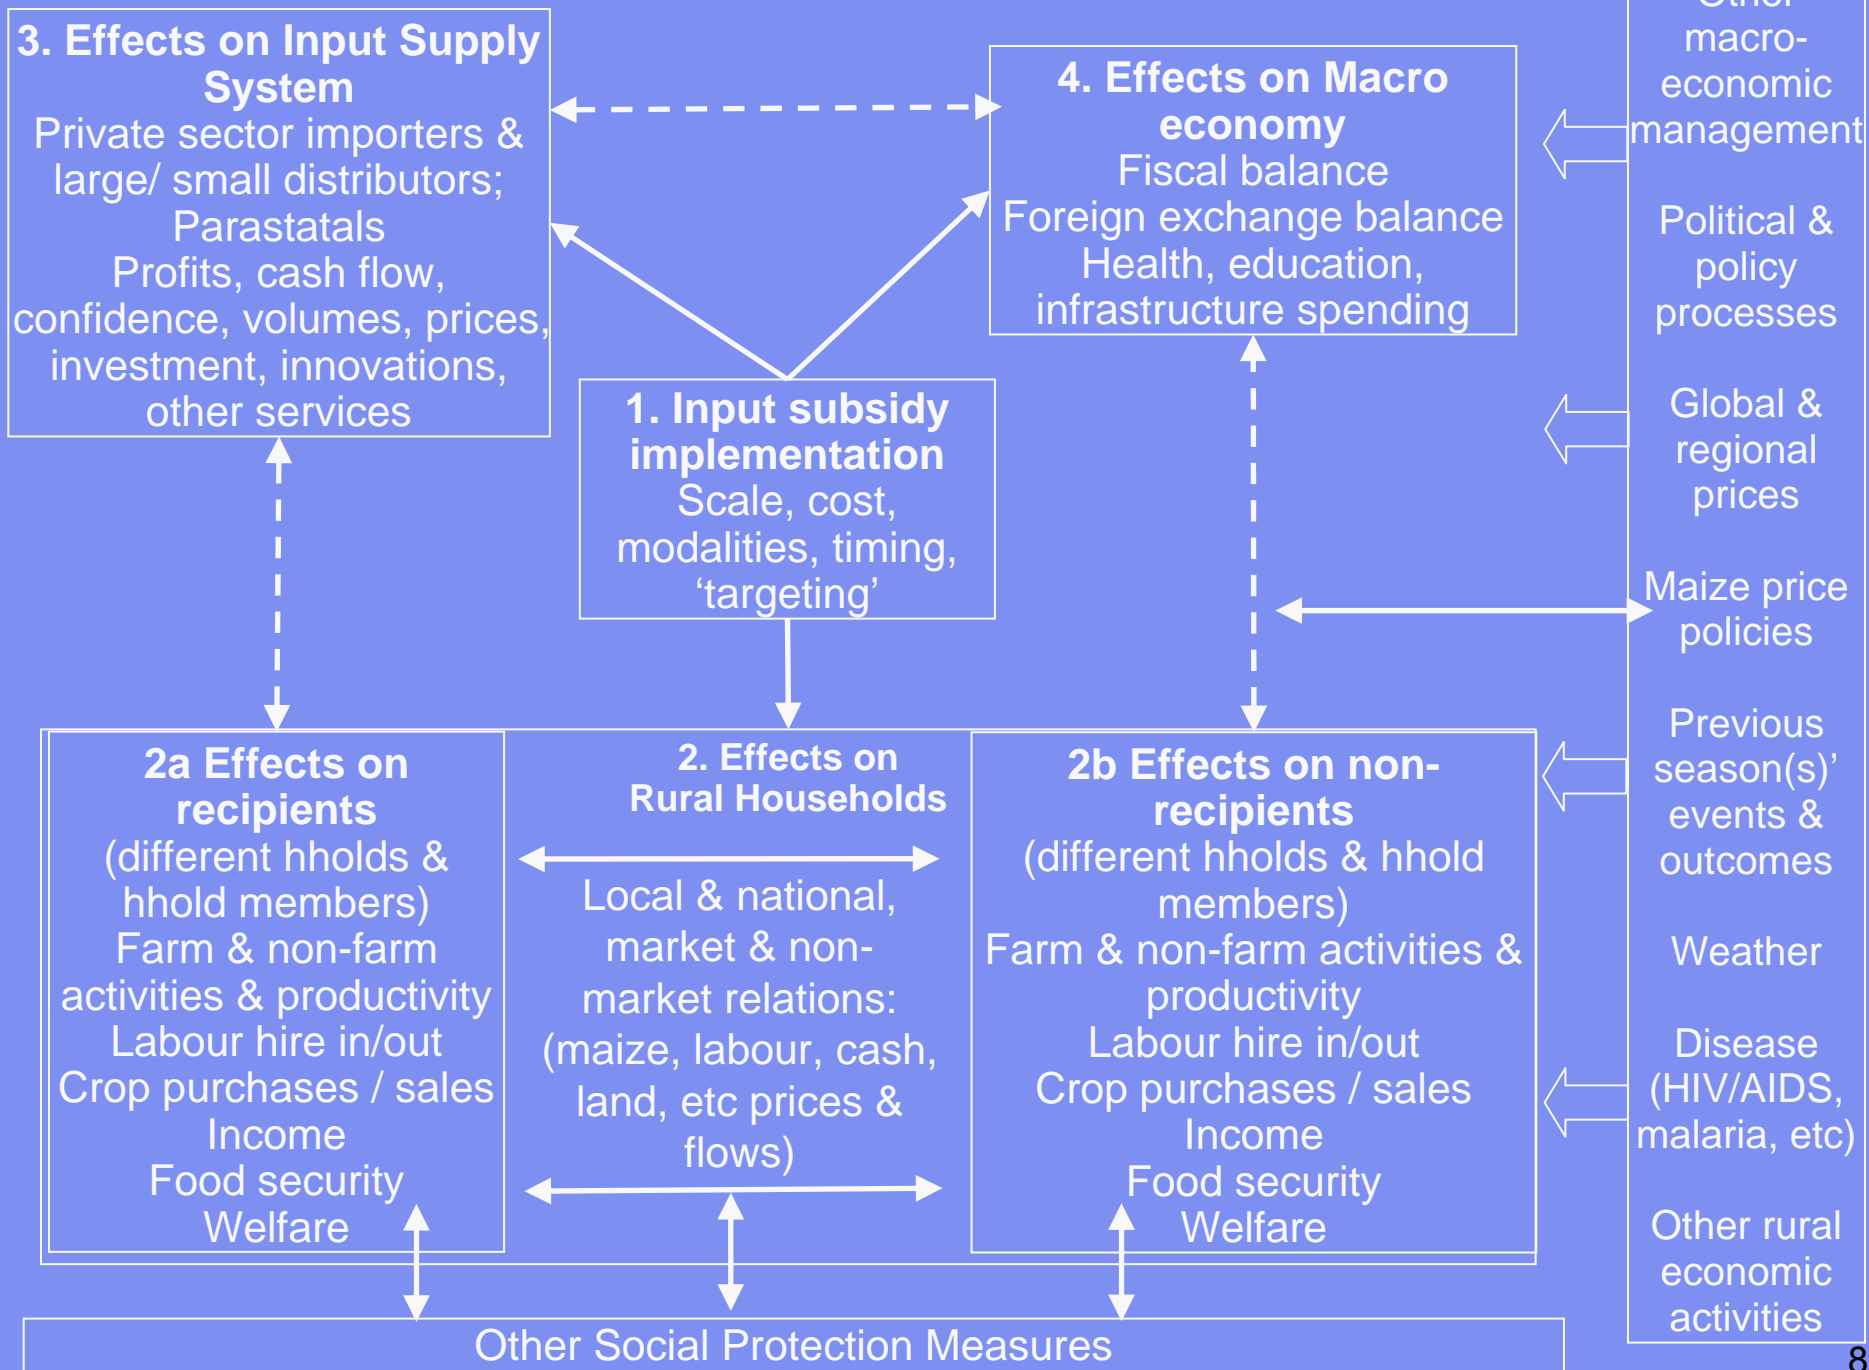 3. Effects on Input Supply
System
Private sector importers &
large/ small distributors;
Parastatals
Profits, cash flow,
confidence, volumes, prices,
investment, innovations,
other services
4. Effects on Macro
economy
Fiscal balance
Foreign exchange balance
Health, education,
infrastructure spending
1. Input subsidy
implementation
Scale, cost,
modalities, timing,
‘targeting’
2a Effects on
recipients
(different hholds &
hhold members)
Farm & non-farm
activities & productivity
Labour hire in/out
Crop purchases / sales
Income
Food security
Welfare
2. Effects on
Rural Households
Local & national,
market & non-
market relations:
(maize, labour, cash,
land, etc prices &
flows)
2b Effects on non-
recipients
(different hholds & hhold
members)
Farm & non-farm activities &
productivity
Labour hire in/out
Crop purchases / sales
Income
Food security
Welfare
Other Social Protection Measures
Other
macro-
economic
management
Political &
policy
processes
Global &
regional
prices
Maize price
policies
Previous
season(s)’
events &
outcomes
Weather
Disease
(HIV/AIDS,
malaria, etc)
Other rural
economic
activities
8